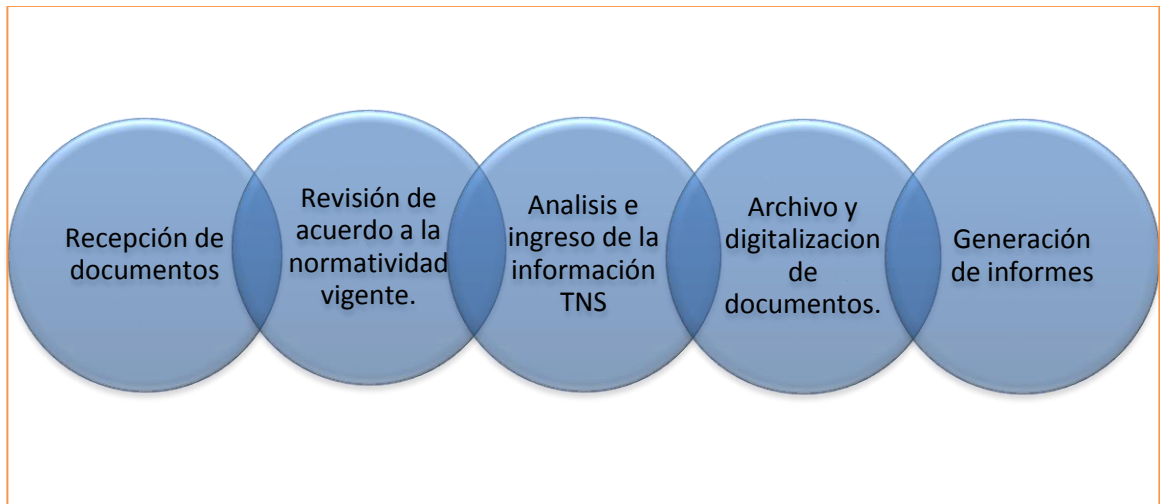 Recepción de
documentos
Revisión de
acuerdo a la
normatividad
vigente.
Analisis e
ingreso de la
información
TNS
Archivo y
digitalizacion
de
documentos.
Generación
de informes